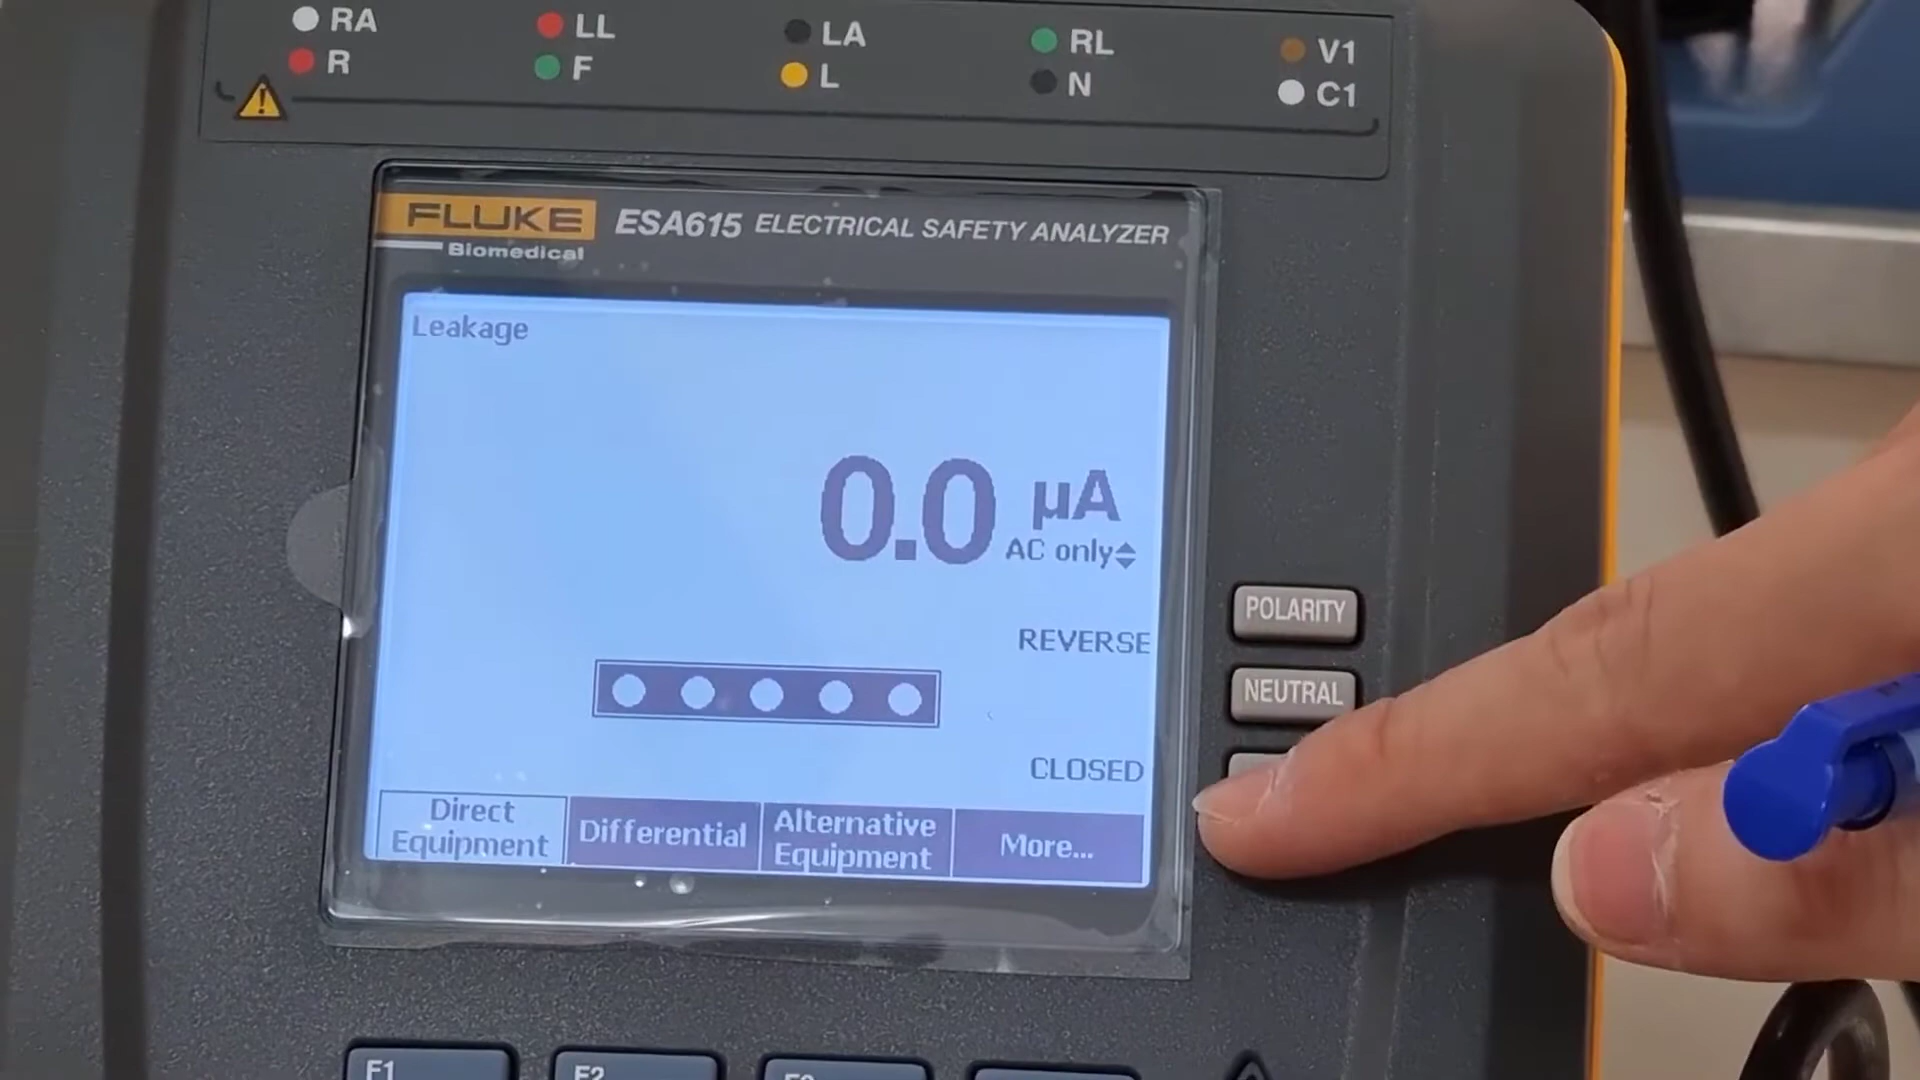 RA LL LA RL V1
R F L N C1
FLUKE
Biomedical
ESA615 ELECTRICAL SAFETY ANALYZER
Leakage
0.0 µA
AC only
POLARITY
REVERSE
NEUTRAL
CLOSED
Direct
Equipment
Differential
Alternative
Equipment
More...
F1 F2